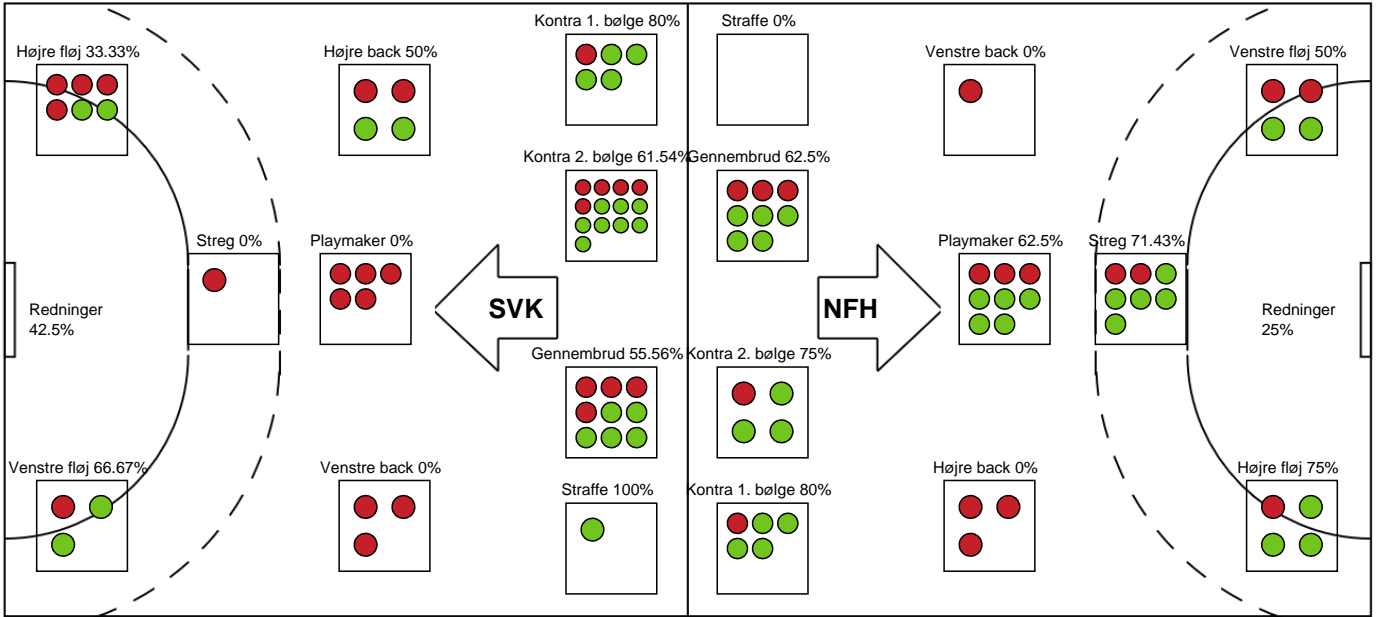 Kontra 1. bølge 80%
Straffe 0%
Højre fløj 33.33%
Højre back 50%
Venstre back 0%
Venstre fløj 50%
Kontra 2. bølge 61.54%
Gennembrud 62.5%
Streg 0%
Playmaker 0%
Playmaker 62.5%
Streg 71.43%
Redninger
42.5%
SVK
NFH
Redninger
25%
Gennembrud 55.56%
Kontra 2. bølge 75%
Venstre fløj 66.67%
Venstre back 0%
Straffe 100%
Kontra 1. bølge 80%
Højre back 0%
Højre fløj 75%